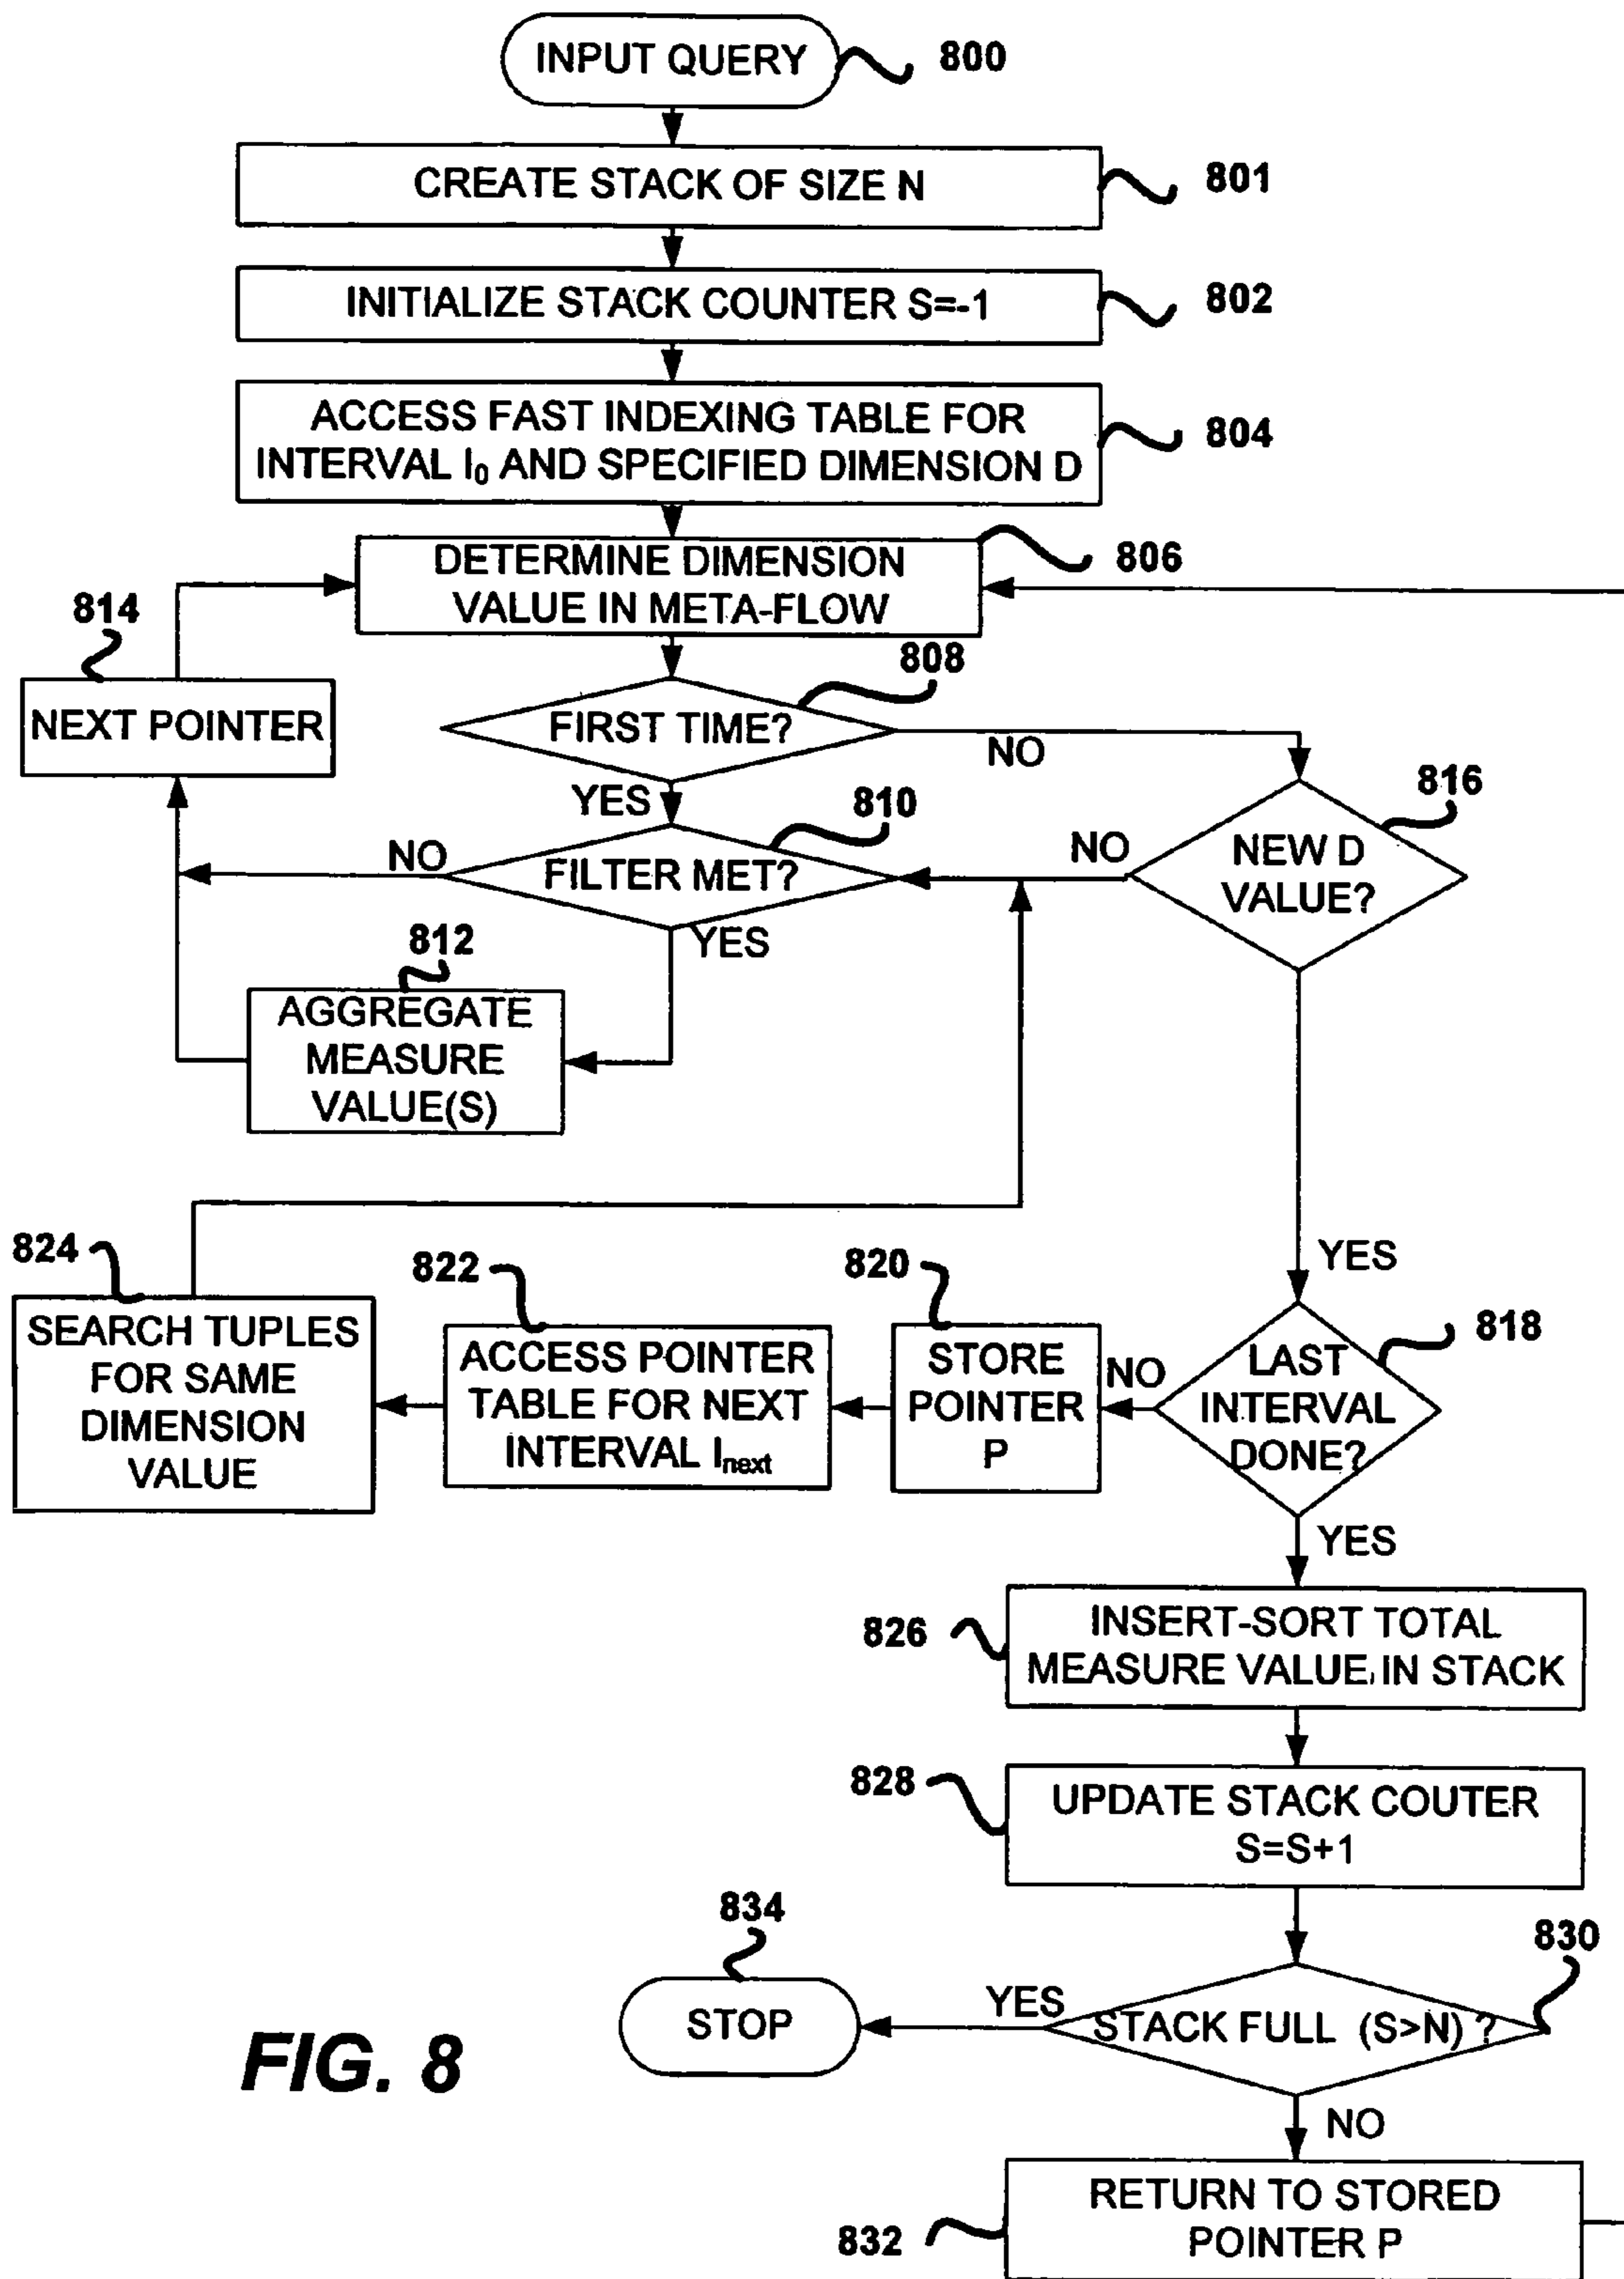 INPUT QUERY
800
CREATE STACK OF SIZE N
801
INITIALIZE STACK COUNTER S=-1
802
ACCESS FAST INDEXING TABLE FOR
INTERVAL I0 AND SPECIFIED DIMENSION D
804
DETERMINE DIMENSION
VALUE IN META-FLOW
806
814
NEXT POINTER
808
FIRST TIME?
NO
YES
810
816
FILTER MET?
NO
NO
NEW D
VALUE?
YES
812
AGGREGATE
MEASURE
VALUE(S)
YES
824
SEARCH TUPLES
FOR SAME
DIMENSION
VALUE
822
ACCESS POINTER
TABLE FOR NEXT
INTERVAL Inext
820
STORE
POINTER
P
NO
818
LAST
INTERVAL
DONE?
YES
826
INSERT-SORT TOTAL
MEASURE VALUE IN STACK
828
UPDATE STACK COUTER
S=S+1
834
STOP
YES
830
STACK FULL (S>N) ?
NO
FIG. 8
832
RETURN TO STORED
POINTER P